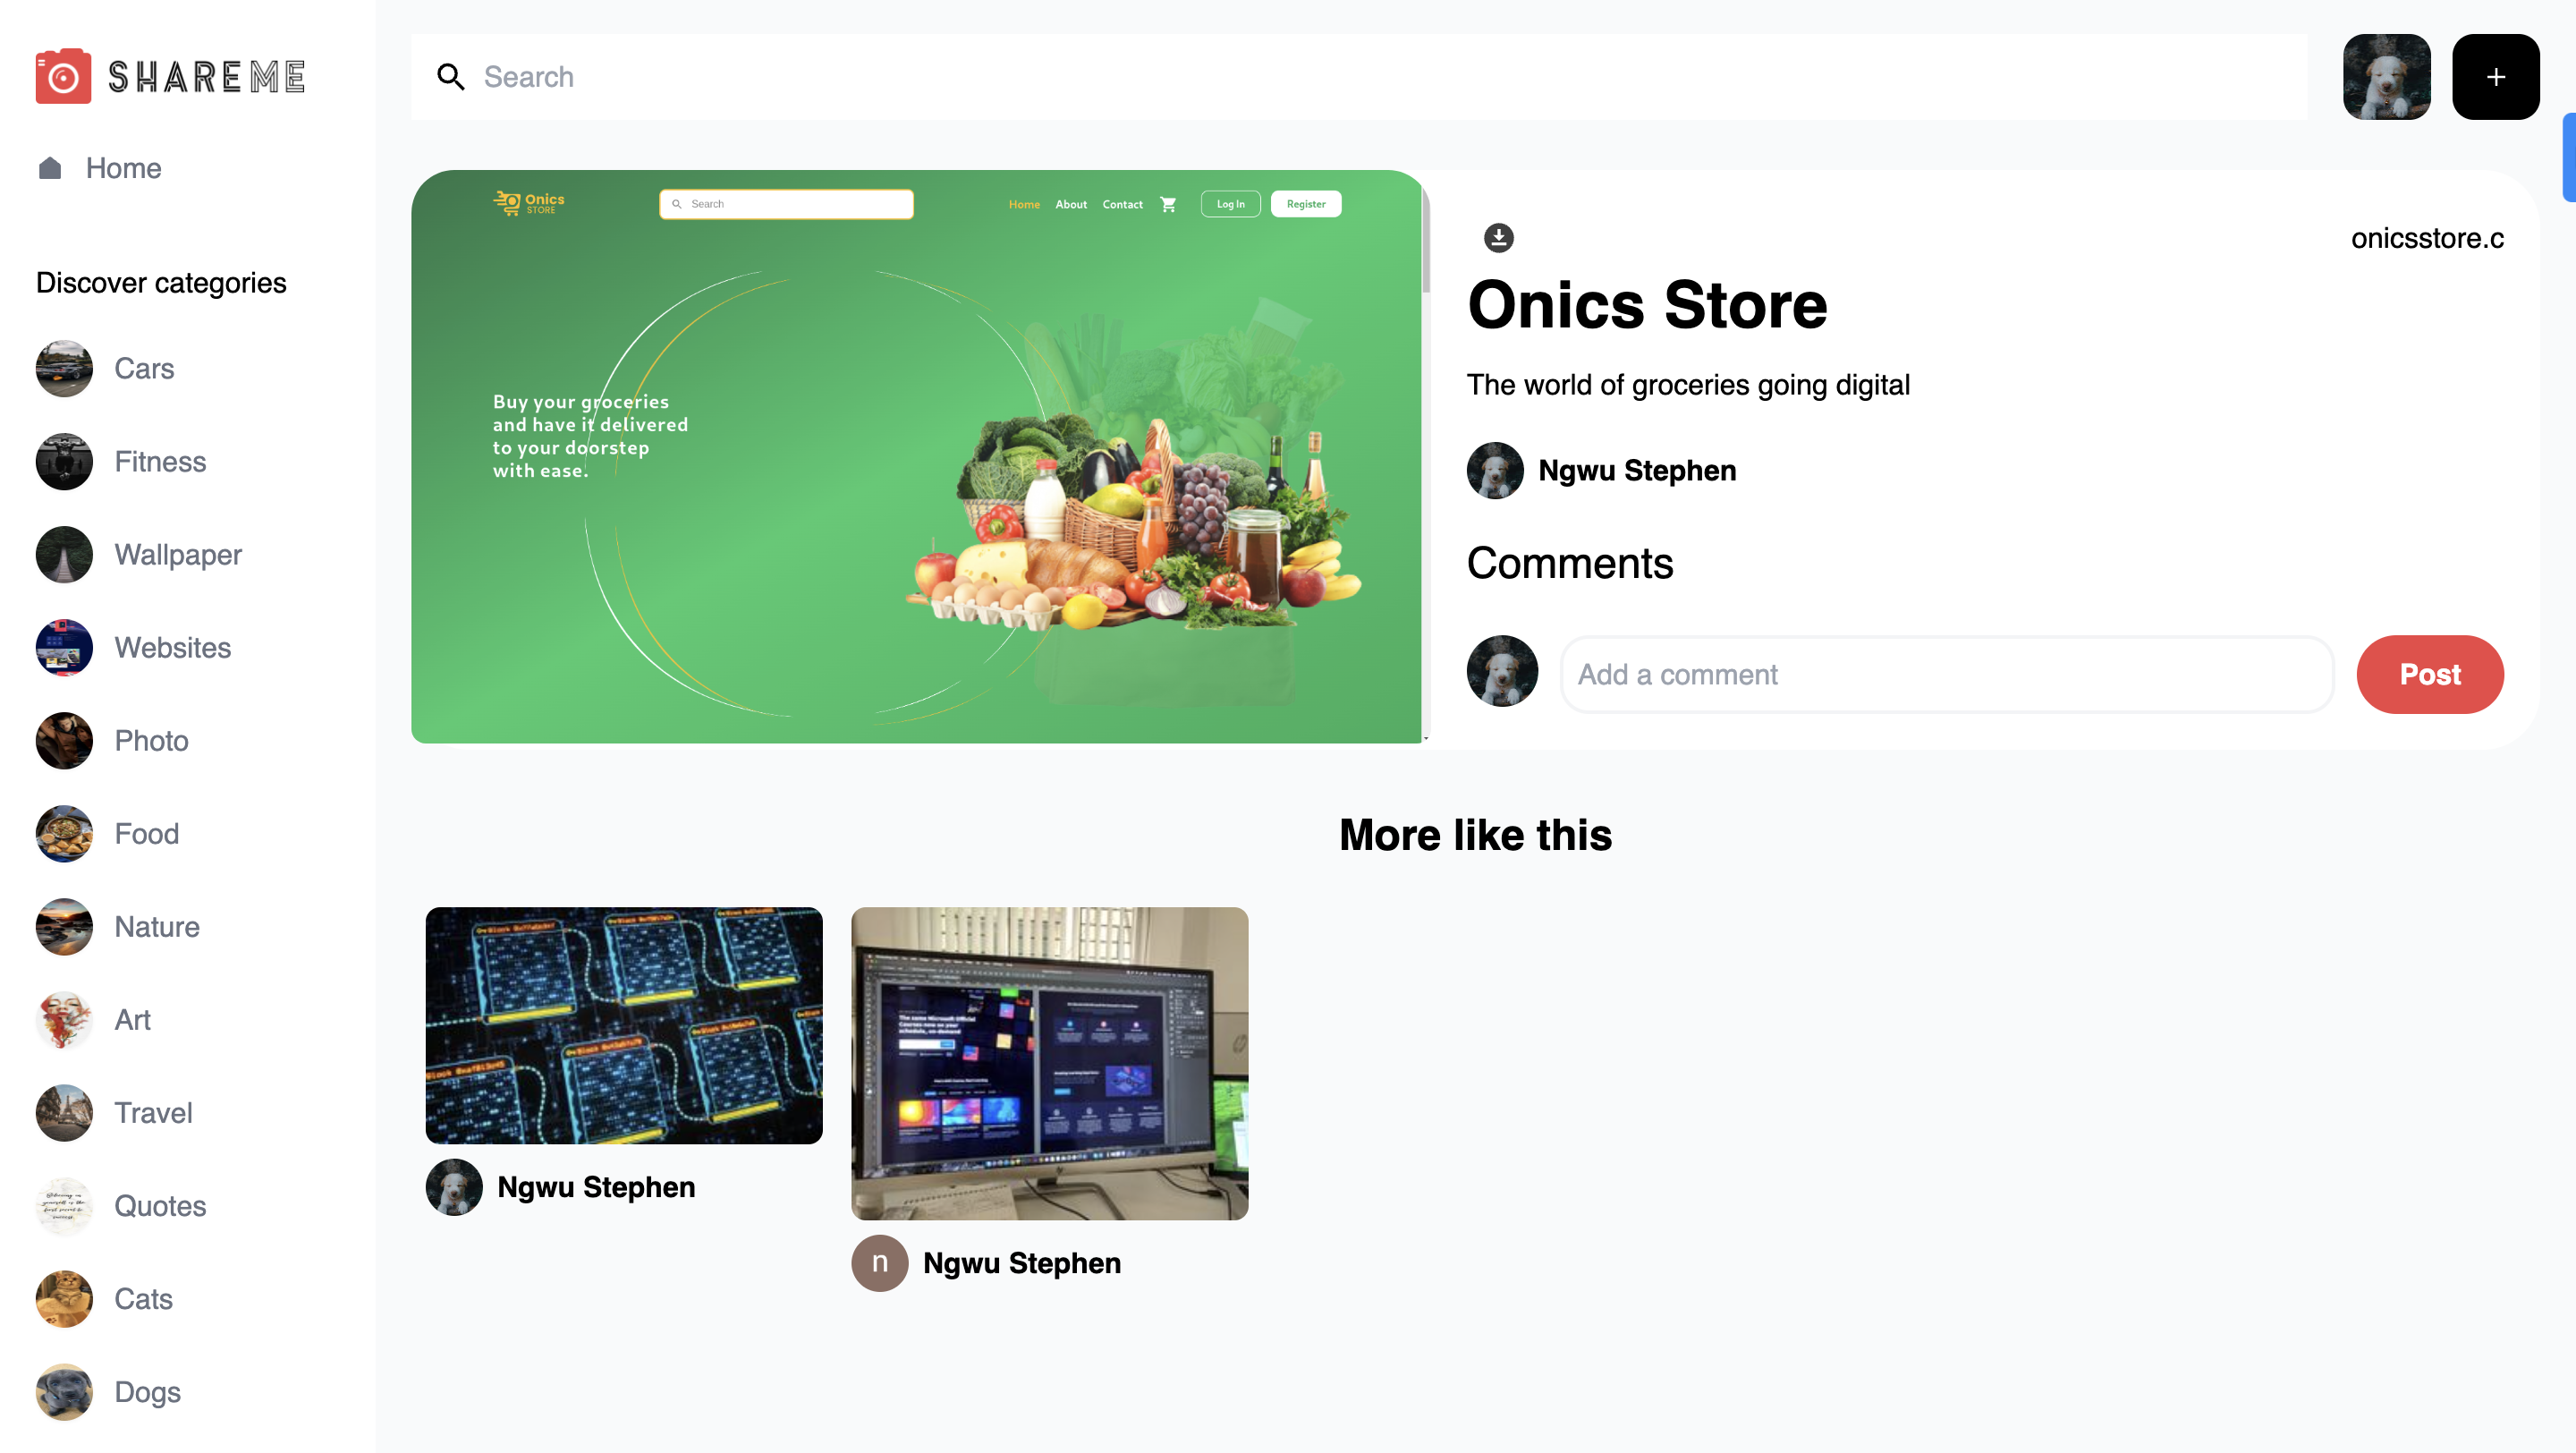 SHAREME
Search
+
Home
Discover categories
Cars
Fitness
Wallpaper
Websites
Photo
Food
Nature
Art
Travel
Quotes
Cats
Dogs
Onics
STORE
Search
Home About Contact Log In Register
Buy your groceries
and have it delivered
to your doorstep
with ease.
onicsstore.c
Onics Store
The world of groceries going digital
Ngwu Stephen
Comments
Add a comment
Post
More like this
Ngwu Stephen
n
Ngwu Stephen